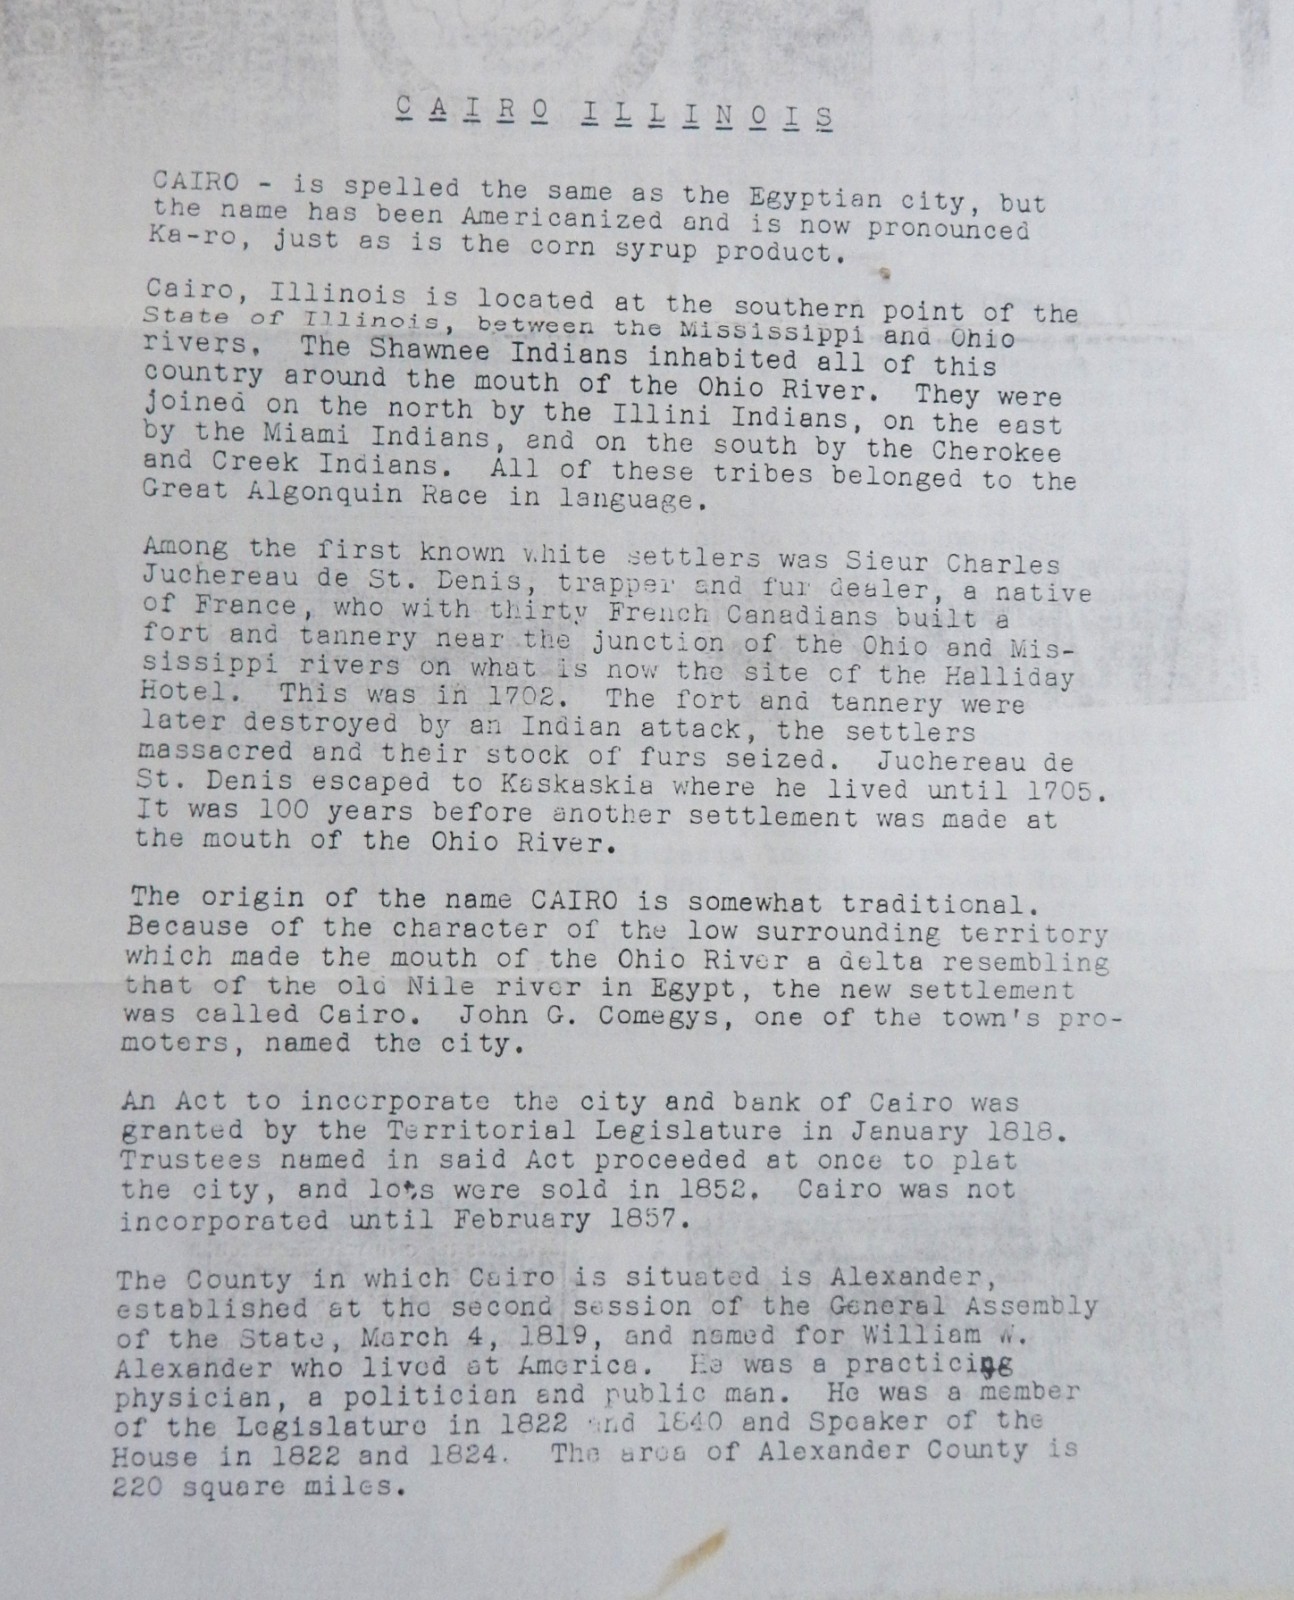 CAIRO ILLINOIS
CAIRO - is spelled the same as the Egyptian city, but
the name has been Americanized and is now pronounced
Ka-ro, just as is the corn syrup product.
Cairo, Illinois is located at the southern point of the
State of Illinois, between the Mississippi and Ohio
rivers. The Shawnee Indians inhabited all of this
country around the mouth of the Ohio River. They were
joined on the north by the Illini Indians, on the east
by the Miami Indians, and on the south by the Cherokee
and Creek Indians. All of these tribes belonged to the
Great Algonquin Race in language.
Among the first known white settlers was Sieur Charles
Juchereau de St. Denis, trapper and fur dealer, a native
of France, who with thirty French Canadians built a
fort and tannery near the junction of the Ohio and Mis-
sissippi rivers on what is now the site of the Halliday
Hotel. This was in 1702. The fort and tannery were
later destroyed by an Indian attack, the settlers
massacred and their stock of furs seized. Juchereau de
St. Denis escaped to Kaskaskia where he lived until 1705.
It was 100 years before another settlement was made at
the mouth of the Ohio River.
The origin of the name CAIRO is somewhat traditional.
Because of the character of the low surrounding territory
which made the mouth of the Ohio River a delta resembling
that of the old Nile river in Egypt, the new settlement
was called Cairo. John G. Comegys, one of the town's pro-
moters, named the city.
An Act to incorporate the city and bank of Cairo was
granted by the Territorial Legislature in January 1818.
Trustees named in said Act proceeded at once to plat
the city, and lots were sold in 1852. Cairo was not
incorporated until February 1857.
The County in which Cairo is situated is Alexander,
established at the second session of the General Assembly
of the State, March 4, 1819, and named for William W.
Alexander who lived at America. He was a practicing
physician, a politician and public man. He was a member
of the Legislature in 1822 and 1840 and Speaker of the
House in 1822 and 1824. The area of Alexander County is
220 square miles.